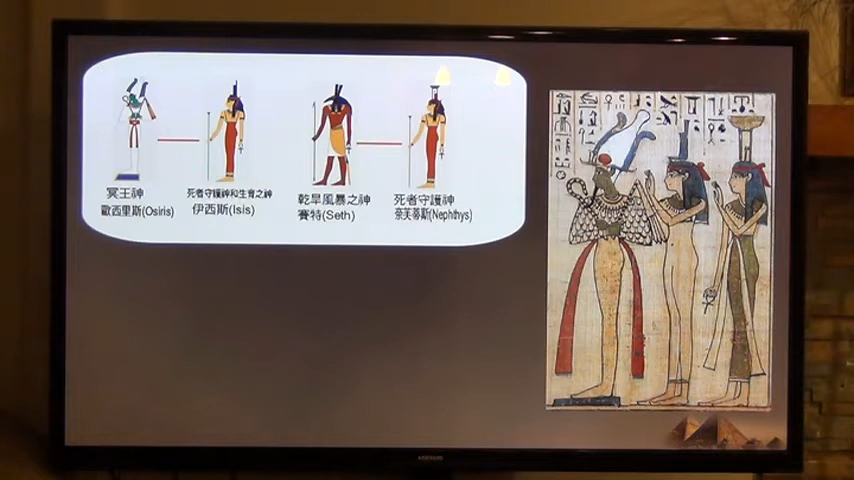 冥王神
歐西里斯(Osiris)
死者守護神和生育之神
伊西斯(Isis)
乾旱風暴之神
賽特(Seth)
死者守護神
奈芙蒂斯(Nephthys)